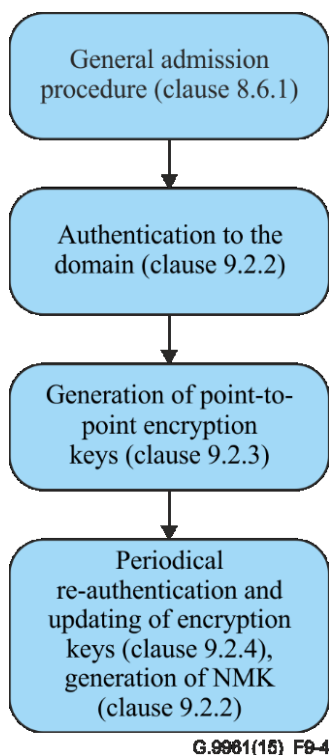 General admission
procedure (clause 8.6.1)
Authentication to the
domain (clause 9.2.2)
Generation of point-to-
point encryption
keys (clause 9.2.3)
Periodical
re-authentication and
updating of encryption
keys (clause 9.2.4),
generation of NMK
(clause 9.2.2)
G.9961(15)_F9-4